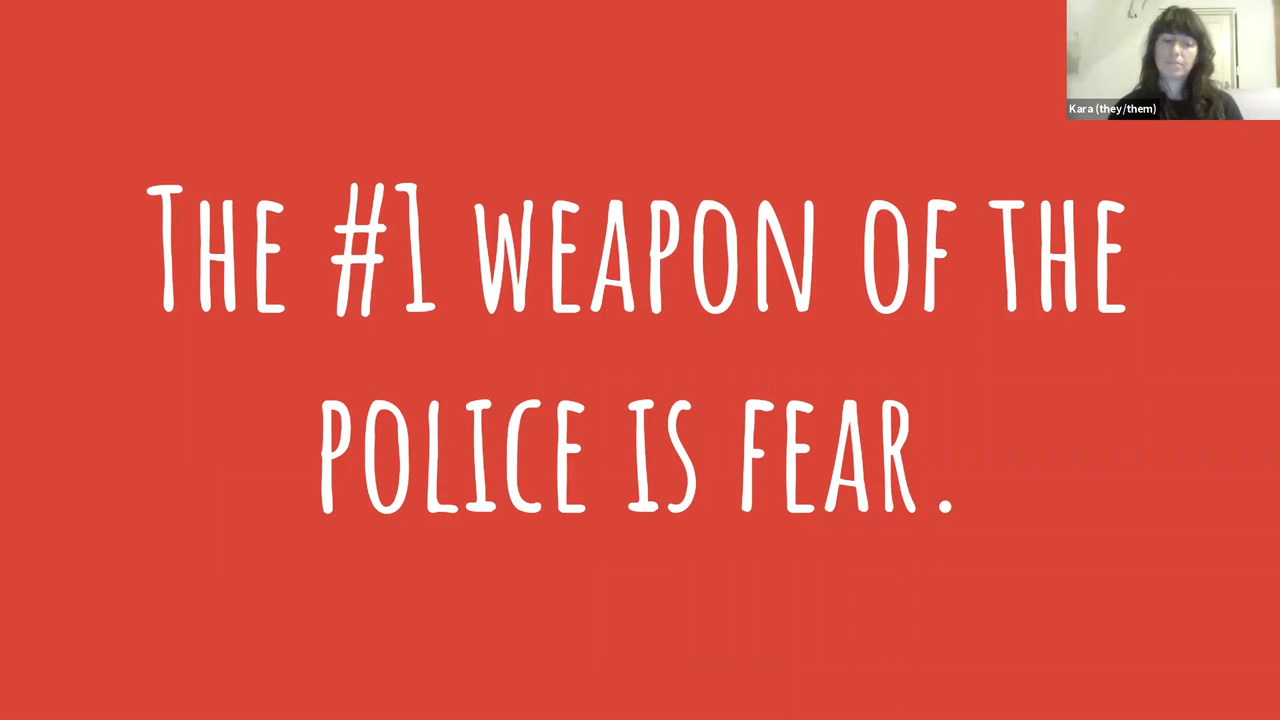 Kara (they/them)
The #1 weapon of the
police is fear.